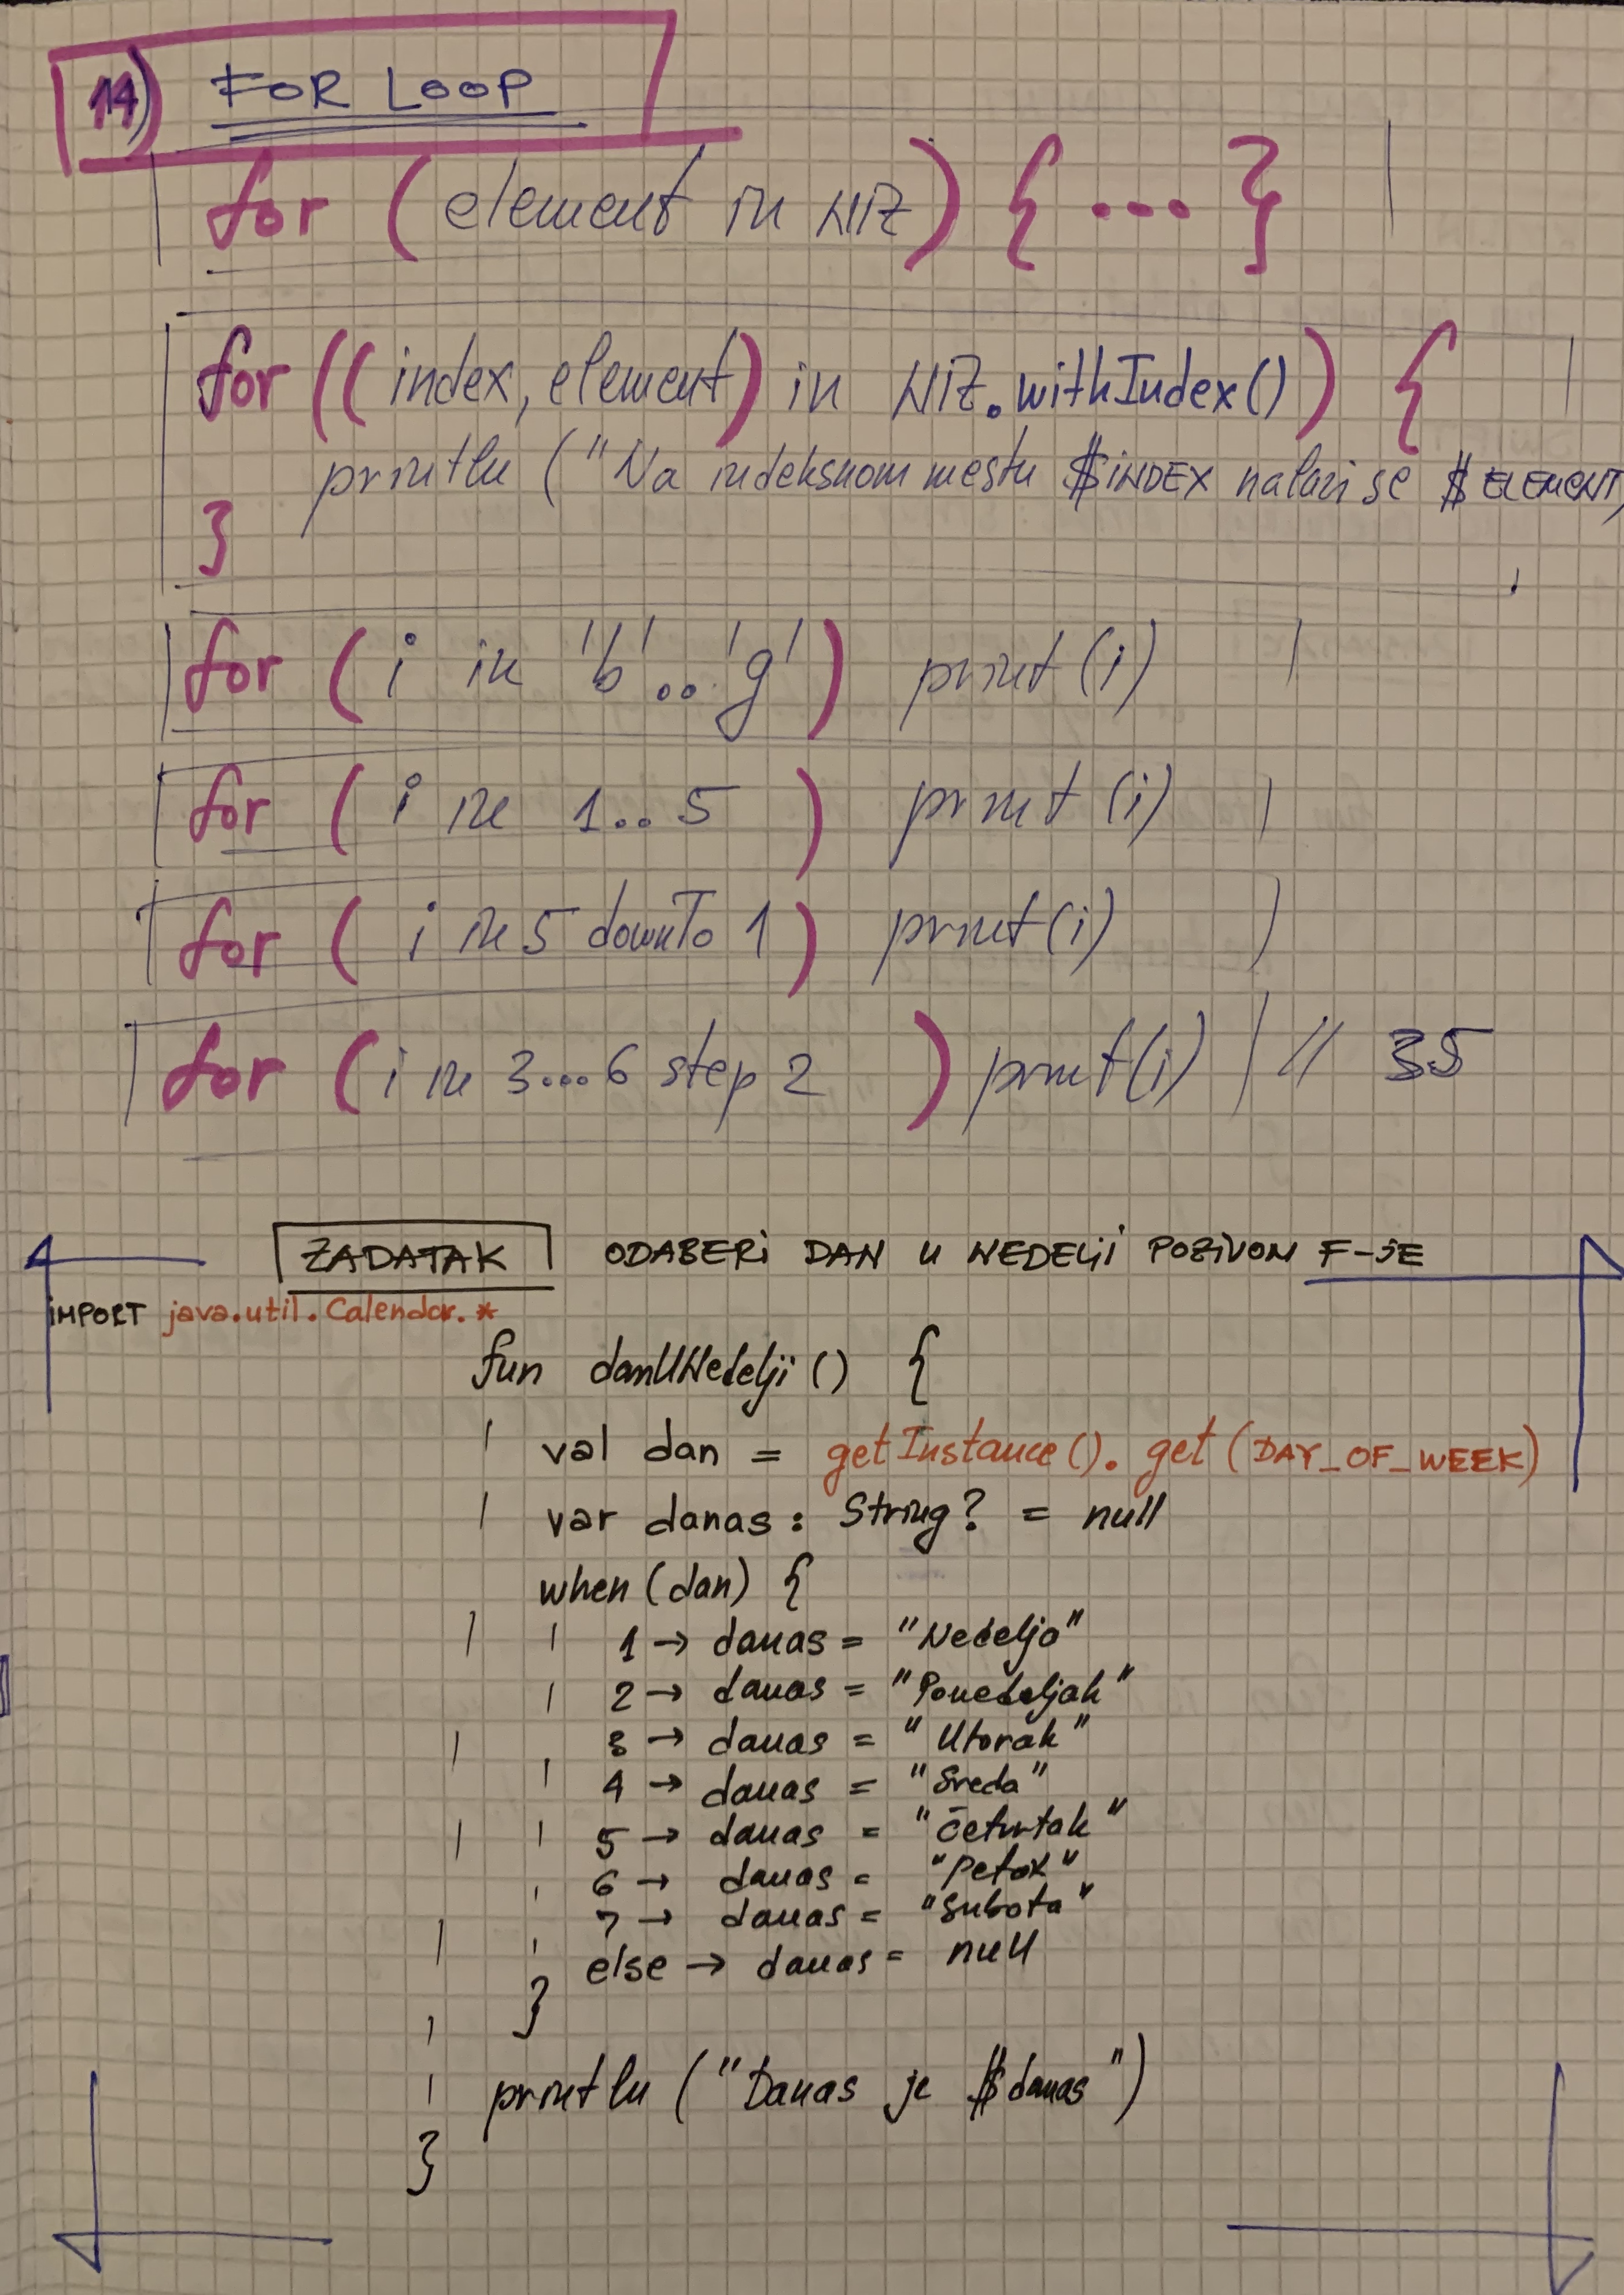 14) FOR LOOP
for (element in NIZ) { ... }
for ((index, element) in NIZ.withIndex()) {
println ("Na indeksnom mestu $INDEX nalazi se $ELEMENT)
}
for (i in 'b'..'g') print(i)
for (i in 1..5) print(i)
for (i in 5 downTo 1) print(i)
for (i in 3...6 step 2) print(i) // 35
ZADATAK ODABERI DAN U NEDELJI POZIVOM F-JE
IMPORT java.util.Calendar.*
fun danUNedelji() {
val dan = getInstance().get(DAY_OF_WEEK)
var danas: String? = null
when (dan) {
1 → danas = "Nedelja"
2 → danas = "Ponedeljak"
3 → danas = "Utorak"
4 → danas = "Sreda"
5 → danas = "Četvrtak"
6 → danas = "Petak"
7 → danas = "Subota"
else → danas = null
}
println ("Danas je $danas")
}